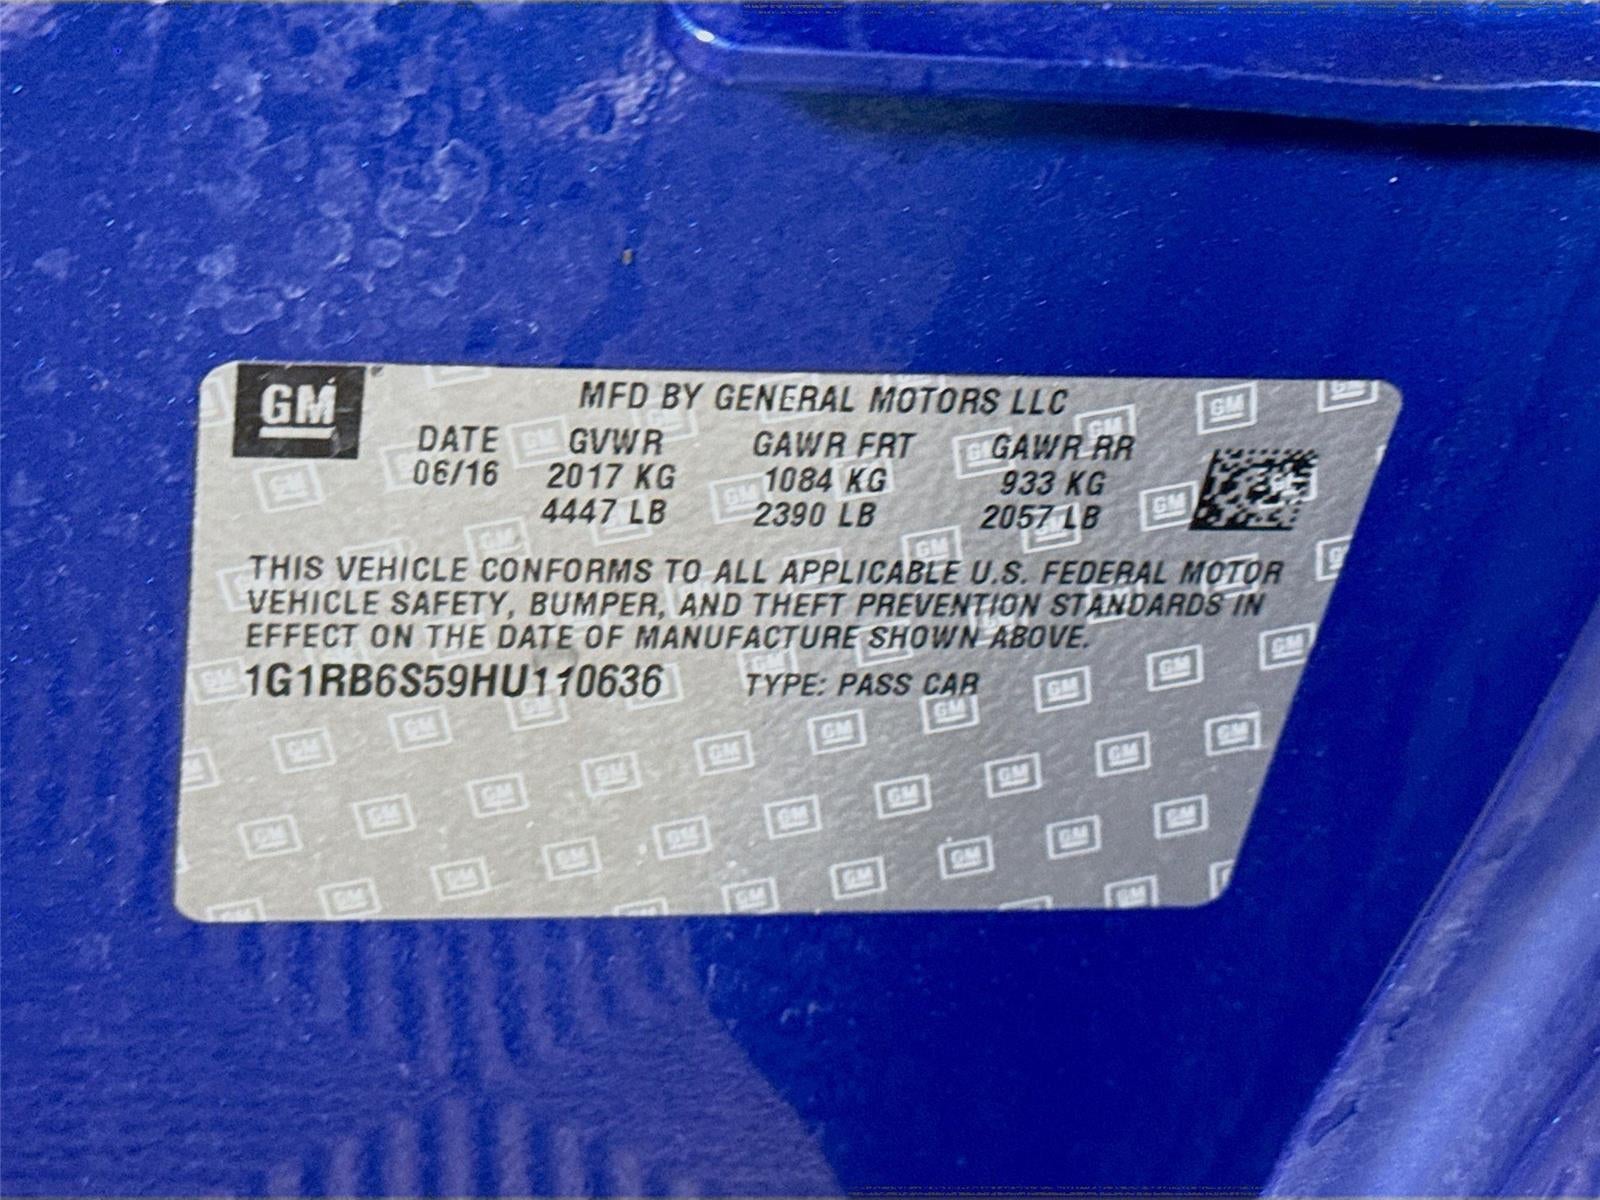 GM
MFD BY GENERAL MOTORS LLC
DATE GVWR GAWR FRT GAWR RR
06/16 2017 KG 1084 KG 933 KG
4447 LB 2390 LB 2057 LB
THIS VEHICLE CONFORMS TO ALL APPLICABLE U.S. FEDERAL MOTOR
VEHICLE SAFETY, BUMPER, AND THEFT PREVENTION STANDARDS IN
EFFECT ON THE DATE OF MANUFACTURE SHOWN ABOVE.
1G1RB6S59HU110636 TYPE: PASS CAR